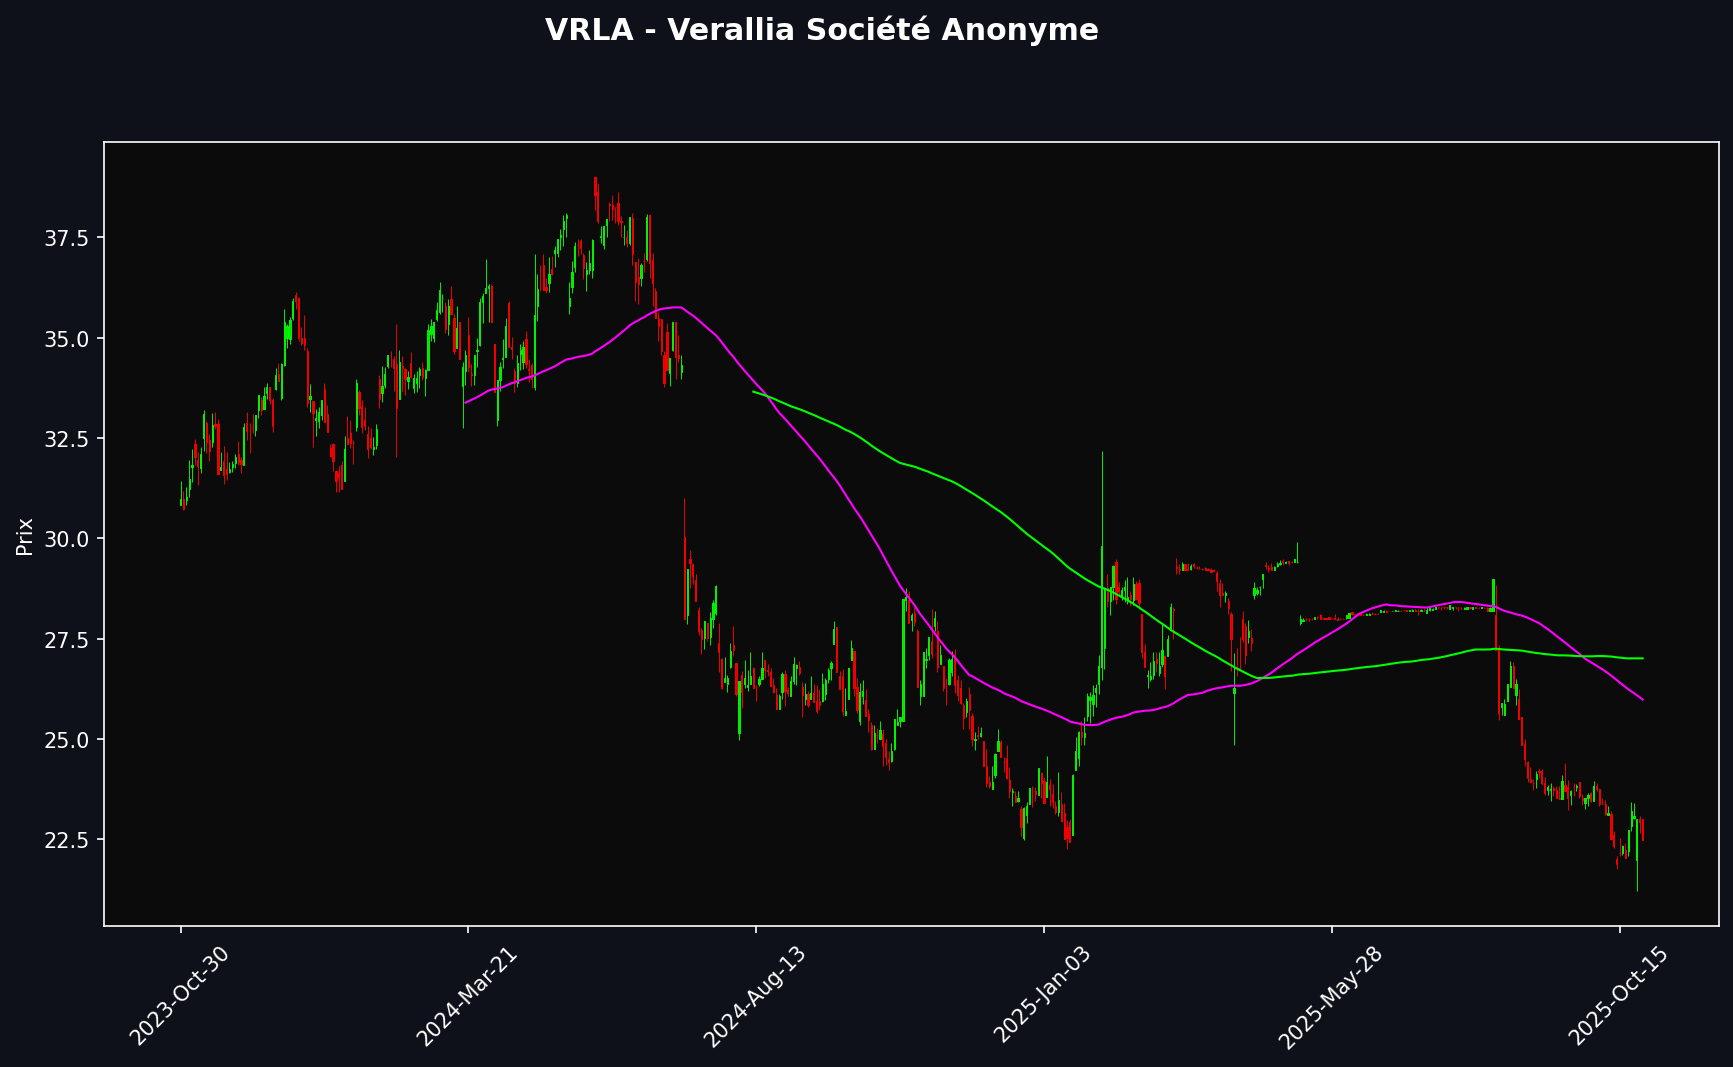 VRLA - Verallia Société Anonyme
Prix
37.5
35.0
32.5
30.0
27.5
25.0
22.5
2023-Oct-30
2024-Mar-21
2024-Aug-13
2025-Jan-03
2025-May-28
2025-Oct-15